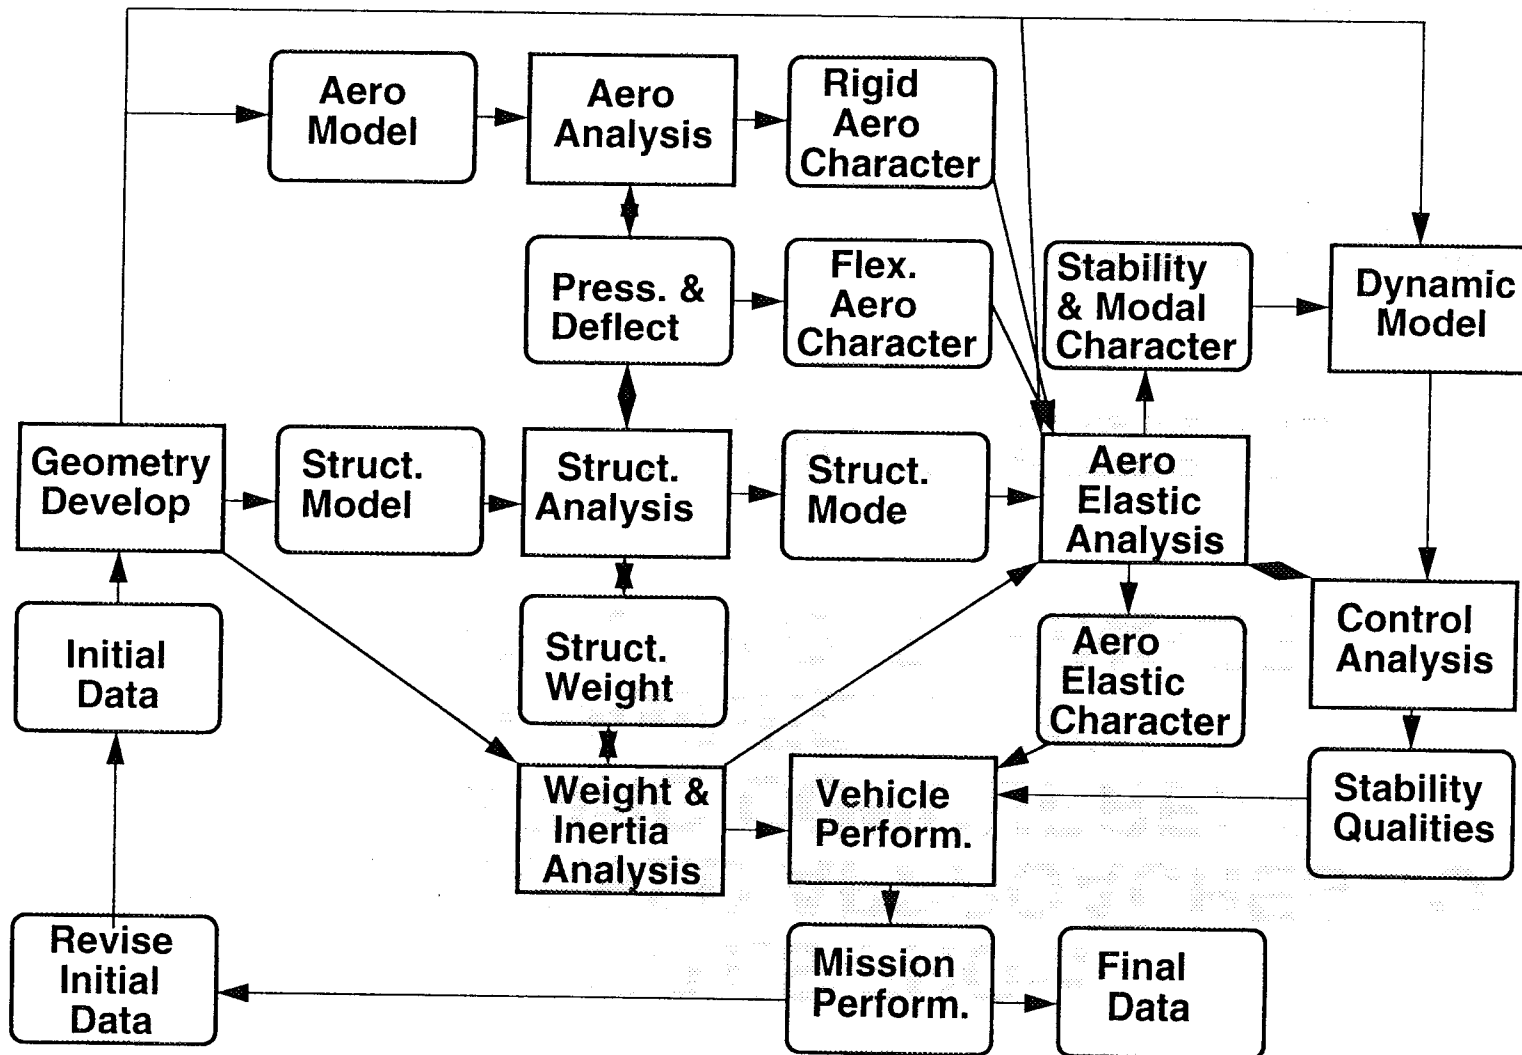 Aero
Model
Aero
Analysis
Rigid
Aero
Character
Press. &
Deflect
Flex.
Aero
Character
Stability
& Modal
Character
Dynamic
Model
Geometry
Develop
Struct.
Model
Struct.
Analysis
Struct.
Mode
Aero
Elastic
Analysis
Initial
Data
Struct.
Weight
Aero
Elastic
Character
Control
Analysis
Weight &
Inertia
Analysis
Vehicle
Perform.
Stability
Qualities
Revise
Initial
Data
Mission
Perform.
Final
Data